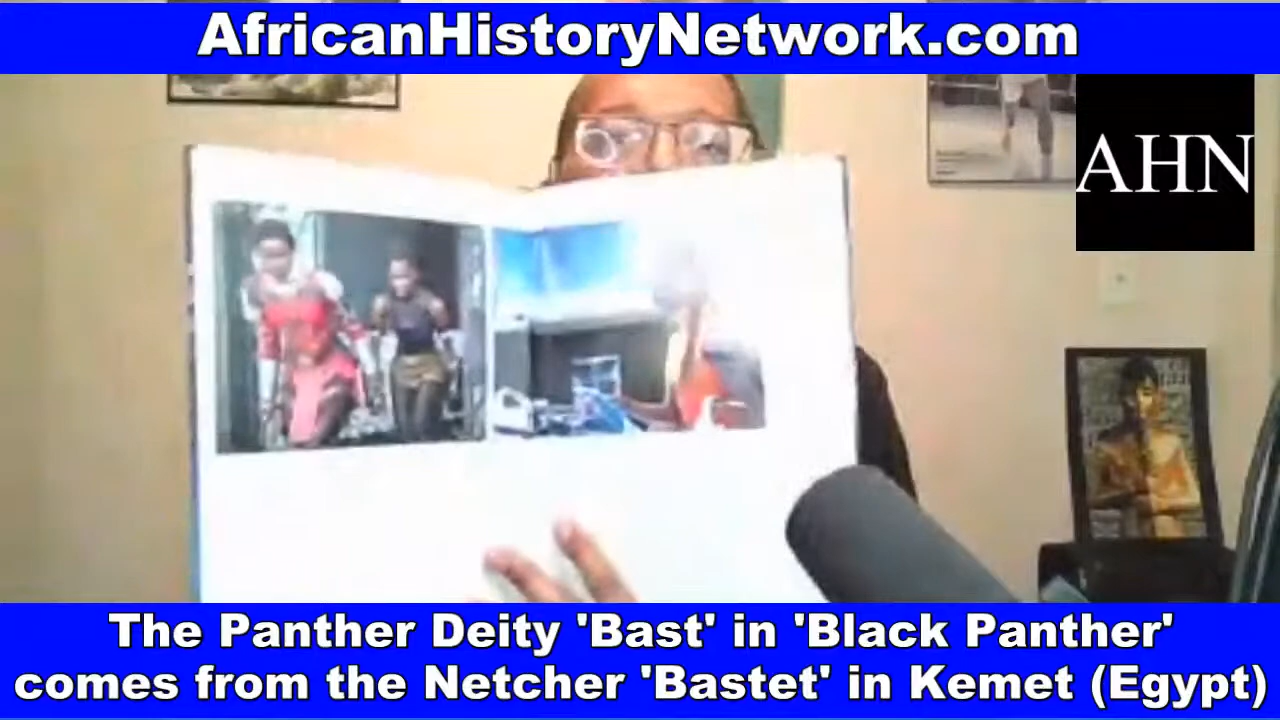 AfricanHistoryNetwork.com
AHN
The Panther Deity 'Bast' in 'Black Panther'
comes from the Netcher 'Bastet' in Kemet (Egypt)